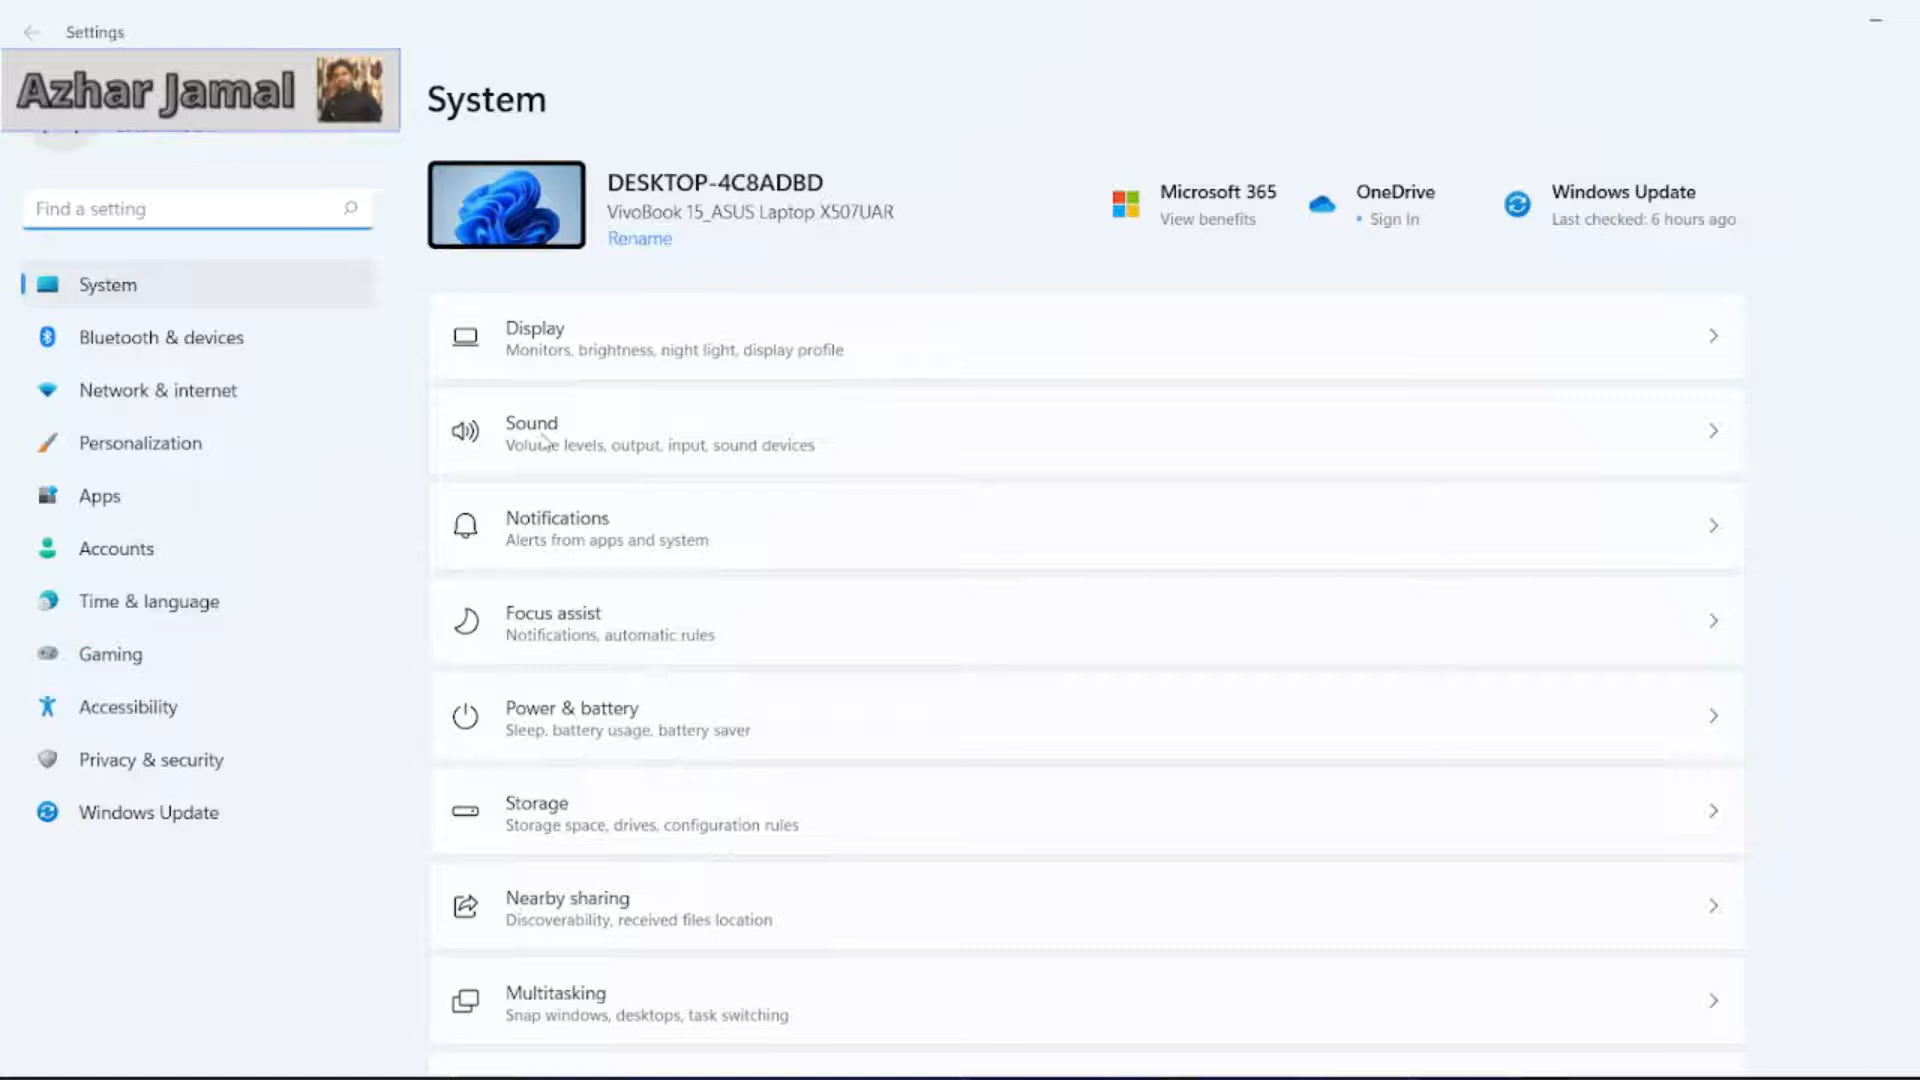 Settings
Azhar Jamal
System
DESKTOP-4C8ADBD
VivoBook 15_ASUS Laptop X507UAR
Rename
Microsoft 365
View benefits
OneDrive
• Sign In
Windows Update
Last checked: 6 hours ago
Find a setting
System
Bluetooth & devices
Network & internet
Personalization
Apps
Accounts
Time & language
Gaming
Accessibility
Privacy & security
Windows Update
Display
Monitors, brightness, night light, display profile
Sound
Volume levels, output, input, sound devices
Notifications
Alerts from apps and system
Focus assist
Notifications, automatic rules
Power & battery
Sleep, battery usage, battery saver
Storage
Storage space, drives, configuration rules
Nearby sharing
Discoverability, received files location
Multitasking
Snap windows, desktops, task switching